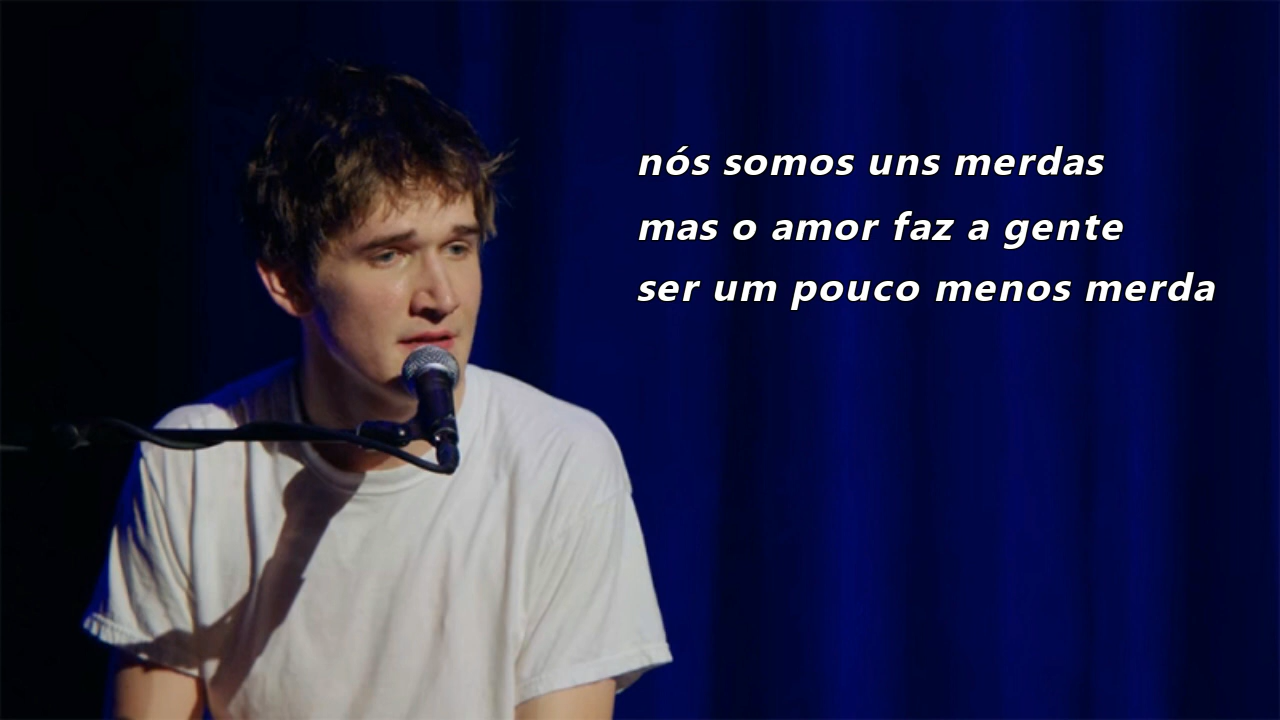 nós somos uns merdas
mas o amor faz a gente
ser um pouco menos merda